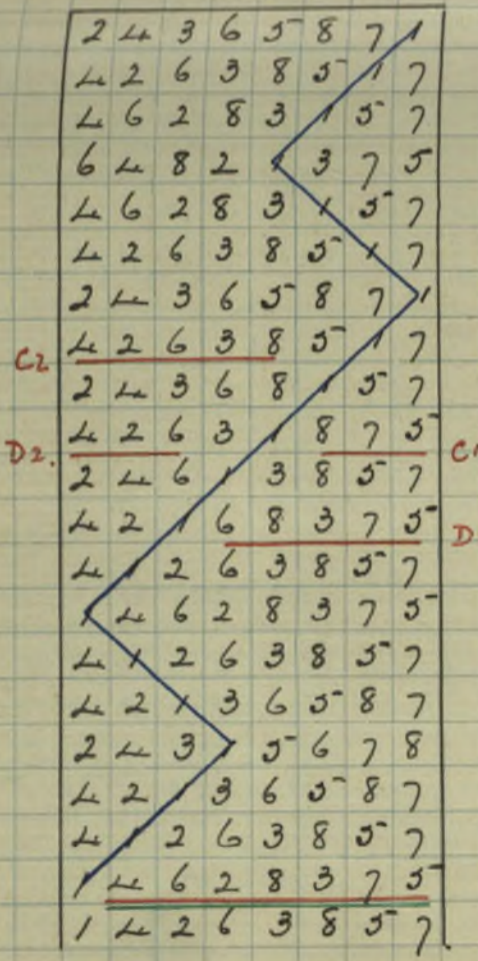 2 4 3 6 5 8 7 1
4 2 6 3 8 5 1 7
4 6 2 8 3 1 5 7
6 4 8 2 1 3 7 5
4 6 2 8 3 1 5 7
4 2 6 3 8 5 1 7
2 4 3 6 5 8 7 1
C2 4 2 6 3 8 5 1 7
2 4 3 6 8 1 5 7
D2. 4 2 6 3 1 8 7 5 C1
2 4 6 1 3 8 5 7
4 2 1 6 8 3 7 5 D
4 1 2 6 3 8 5 7
1 4 6 2 8 3 7 5
4 1 2 6 3 8 5 7
4 2 1 3 6 5 8 7
2 4 3 1 5 6 7 8
4 2 1 3 6 5 8 7
4 1 2 6 3 8 5 7
1 4 6 2 8 3 7 5
1 4 2 6 3 8 5 7